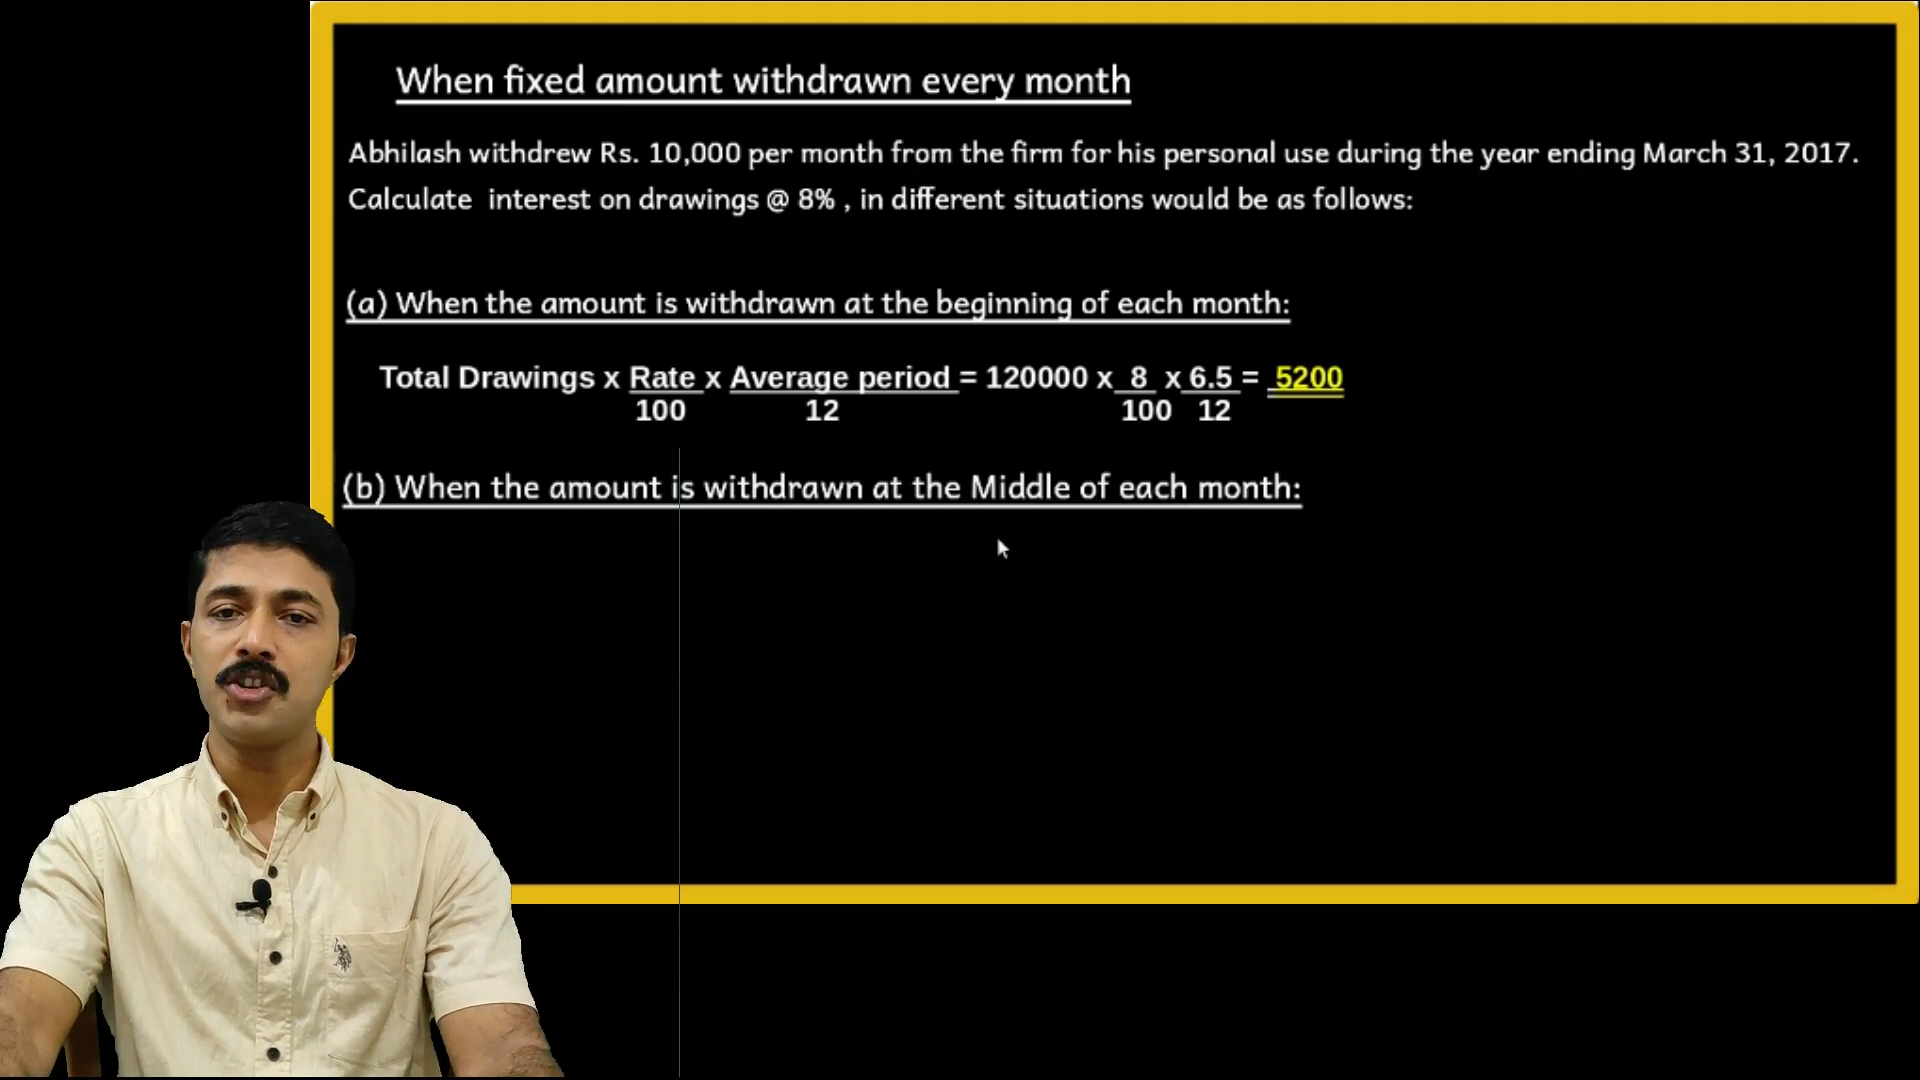 When fixed amount withdrawn every month
Abhilash withdrew Rs. 10,000 per month from the firm for his personal use during the year ending March 31, 2017.
Calculate interest on drawings @ 8% , in different situations would be as follows:
(a) When the amount is withdrawn at the beginning of each month:
Total Drawings x Rate x Average period = 120000 x 8 x 6.5 = 5200
100 12 100 12
(b) When the amount is withdrawn at the Middle of each month: